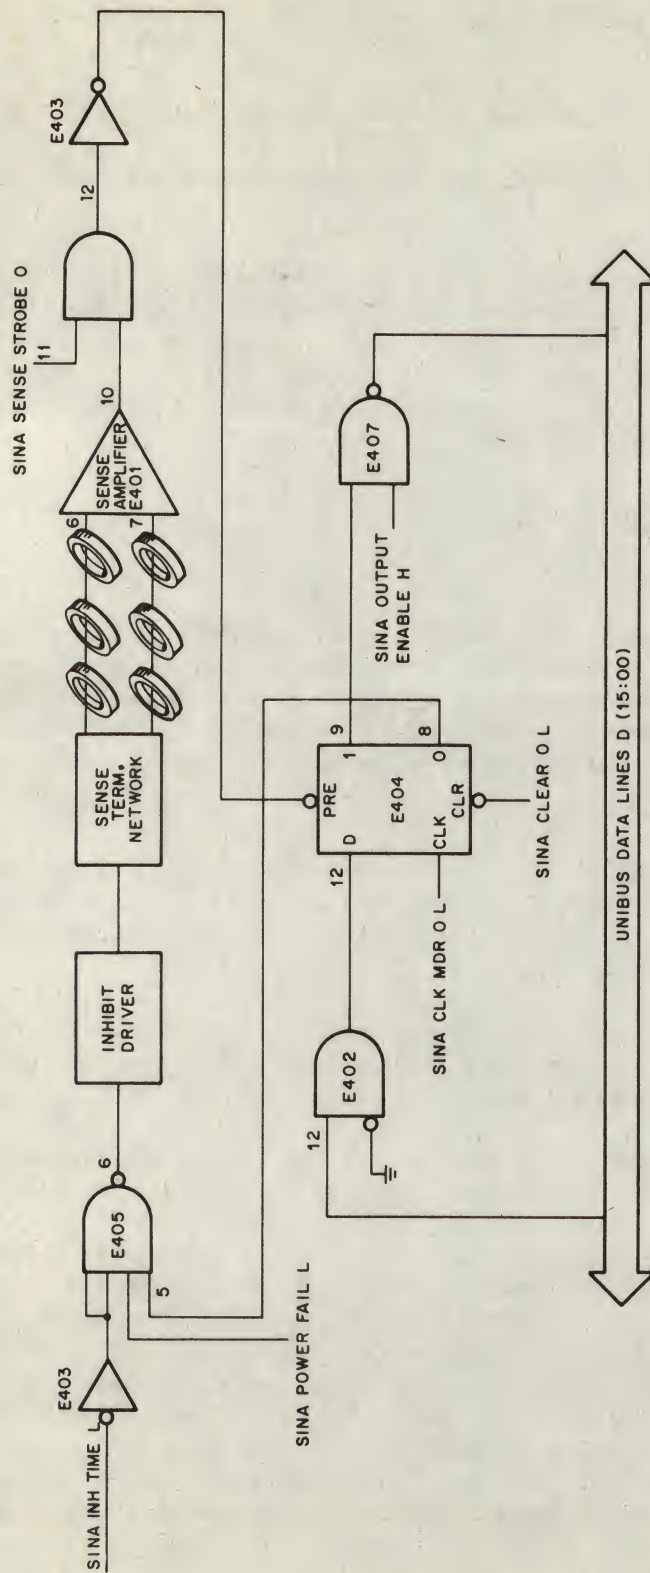 SINA INH TIME L
E403
E405
6
5
SINA POWER FAIL L
INHIBIT
DRIVER
SENSE
TERM.
NETWORK
6
7
SENSE
AMPLIFIER
E401
10
SINA SENSE STROBE 0
11
12
E403
12
E402
SINA CLK MDR 0 L
12
D
PRE
1
9
E404
CLK
CLR
0
8
SINA CLEAR 0 L
SINA OUTPUT
ENABLE H
E407
UNIBUS DATA LINES D (15:00)